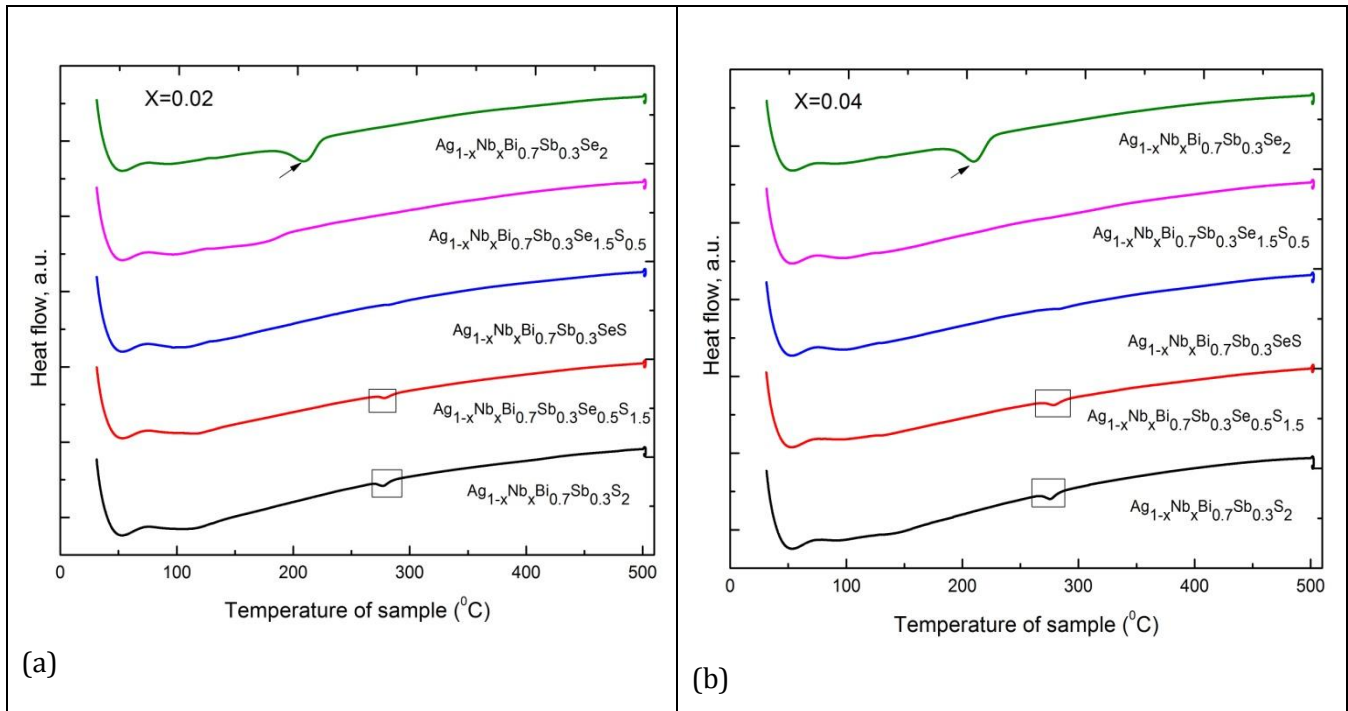 X=0.02
Ag1-xNbxBi0.7Sb0.3Se2
Ag1-xNbxBi0.7Sb0.3Se1.5S0.5
Ag1-xNbxBi0.7Sb0.3SeS
Ag1-xNbxBi0.7Sb0.3Se0.5S1.5
Ag1-xNbxBi0.7Sb0.3S2
Heat flow, a.u.
0 100 200 300 400 500
Temperature of sample (0C)
(a)
X=0.04
Ag1-xNbxBi0.7Sb0.3Se2
Ag1-xNbxBi0.7Sb0.3Se1.5S0.5
Ag1-xNbxBi0.7Sb0.3SeS
Ag1-xNbxBi0.7Sb0.3Se0.5S1.5
Ag1-xNbxBi0.7Sb0.3S2
Heat flow, a.u.
0 100 200 300 400 500
Temperature of sample (0C)
(b)